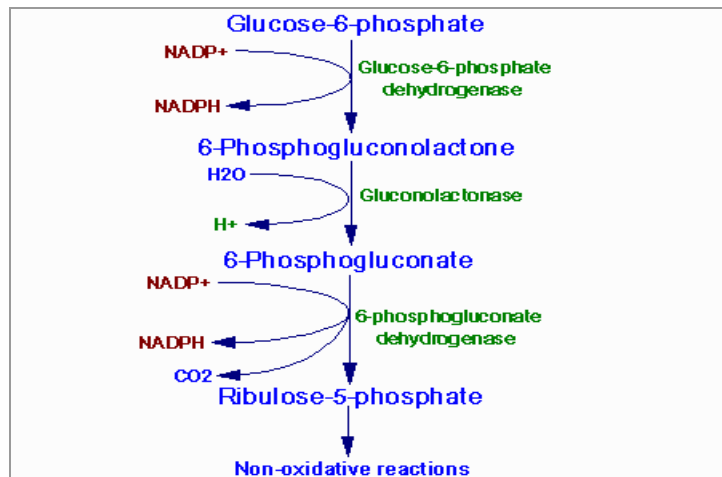 Glucose-6-phosphate
NADP+
Glucose-6-phosphate
dehydrogenase
NADPH
6-Phosphogluconolactone
H2O
Gluconolactonase
H+
6-Phosphogluconate
NADP+
6-phosphogluconate
dehydrogenase
NADPH
CO2
Ribulose-5-phosphate
Non-oxidative reactions